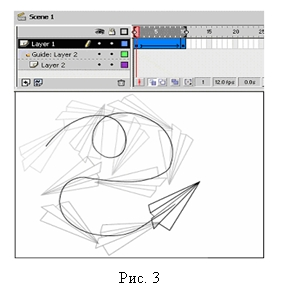 Scene 1
5 10 15 20 25
Layer 1
Guide: Layer 2
Layer 2
1 12.0 fps 0.0s
Рис. 3